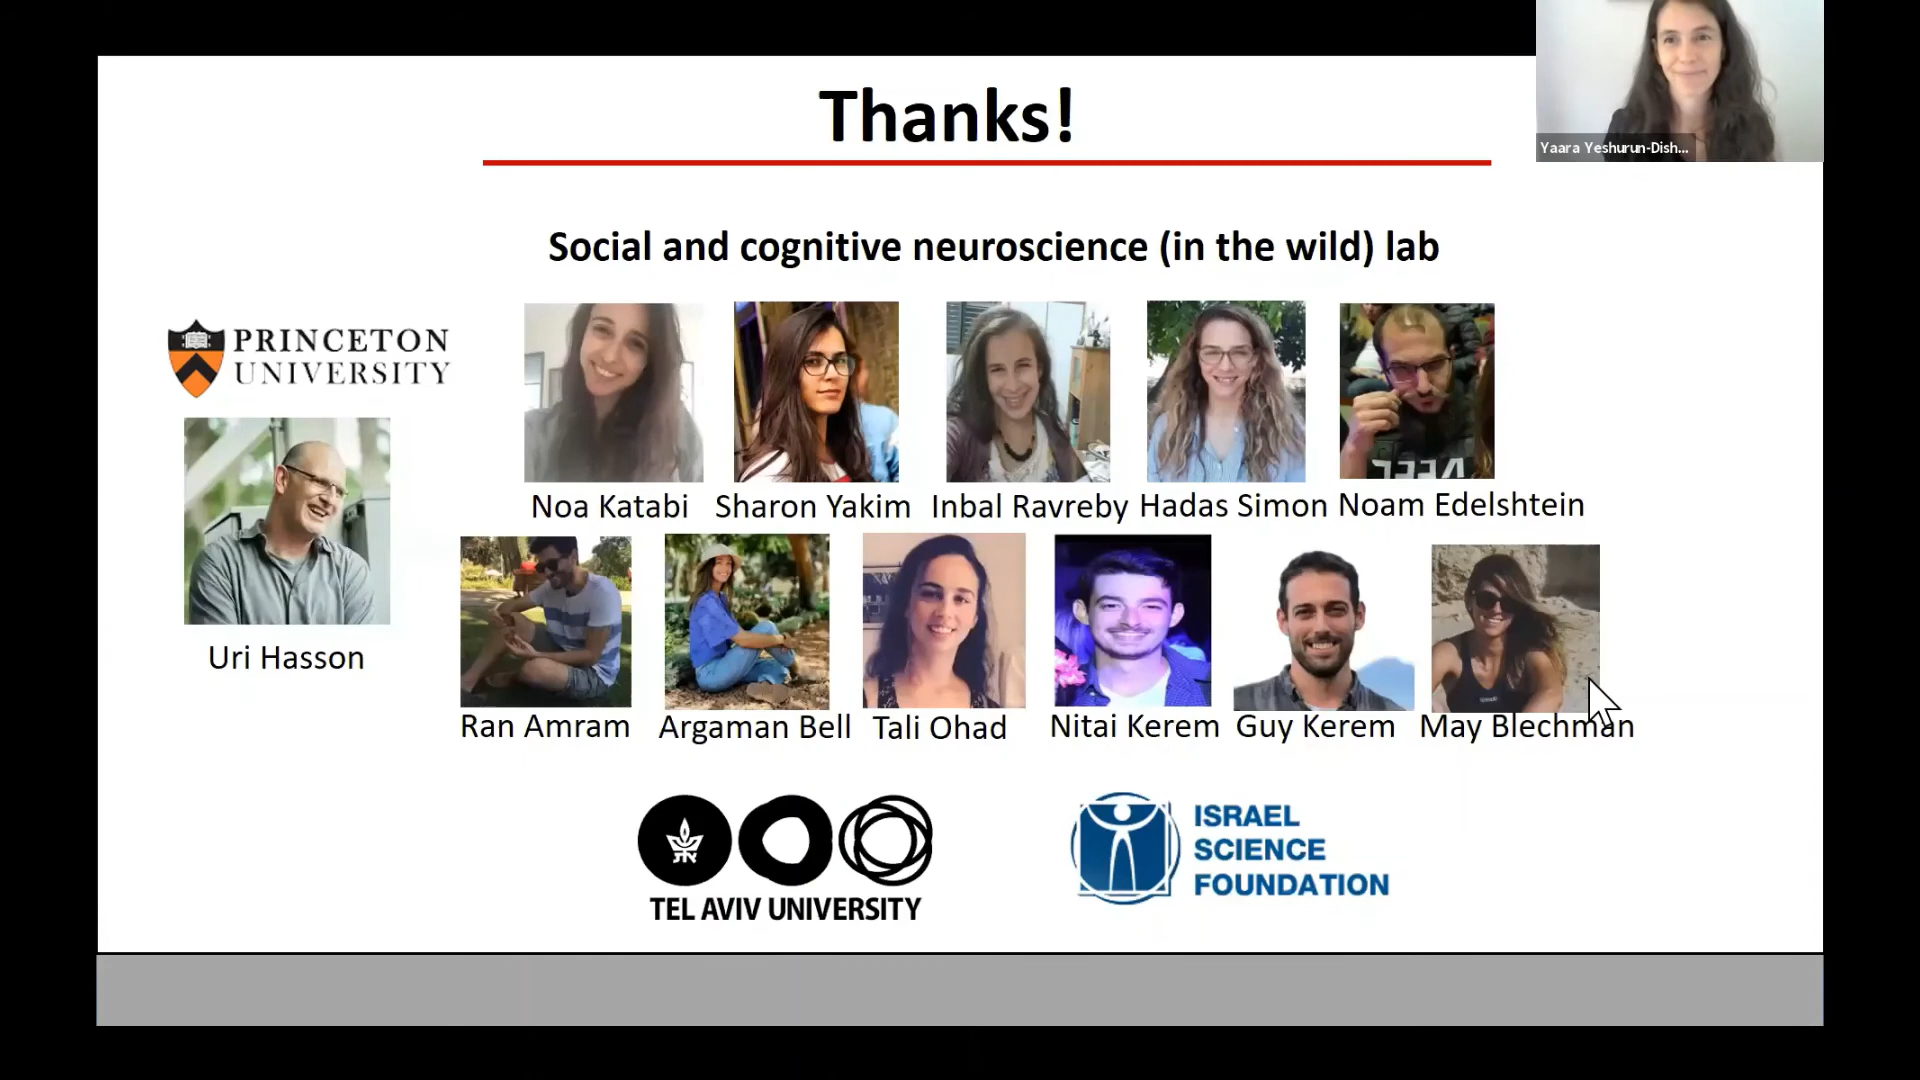 Thanks!
Yaara Yeshurun-Dish...
Social and cognitive neuroscience (in the wild) lab
PRINCETON
UNIVERSITY
Noa Katabi
Sharon Yakim
Inbal Ravreby
Hadas Simon
Noam Edelshtein
Uri Hasson
Ran Amram
Argaman Bell
Tali Ohad
Nitai Kerem
Guy Kerem
May Blechman
TEL AVIV UNIVERSITY
ISRAEL
SCIENCE
FOUNDATION